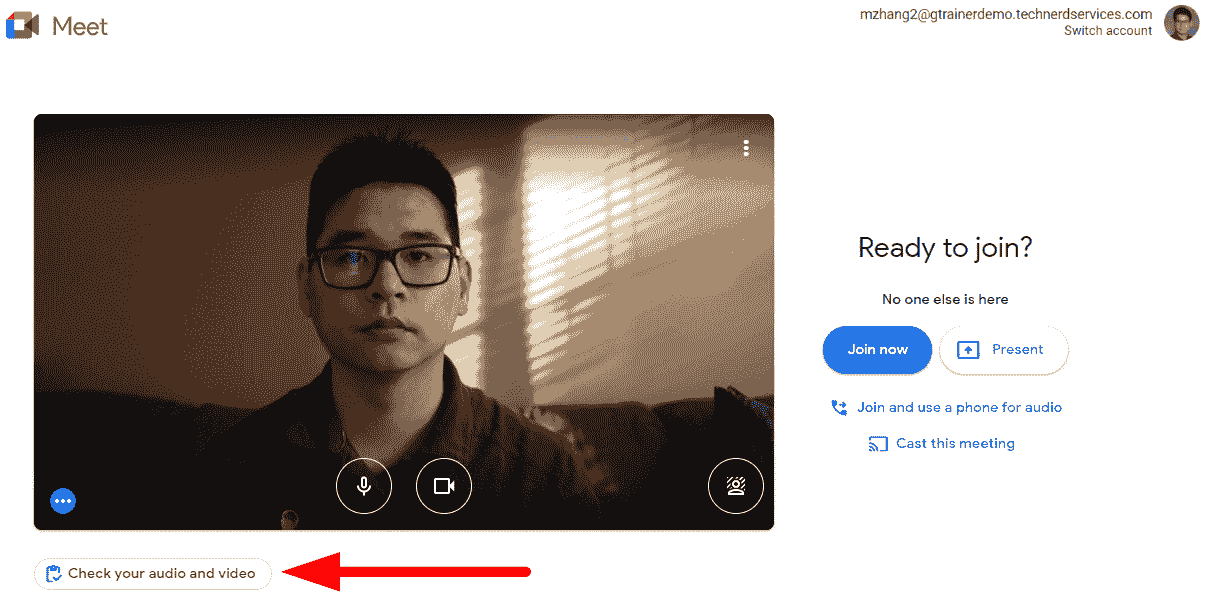 Meet
mzhang2@gtrainerdemo.technerdservices.com
Switch account
Ready to join?
No one else is here
Join now
Present
Join and use a phone for audio
Cast this meeting
Check your audio and video